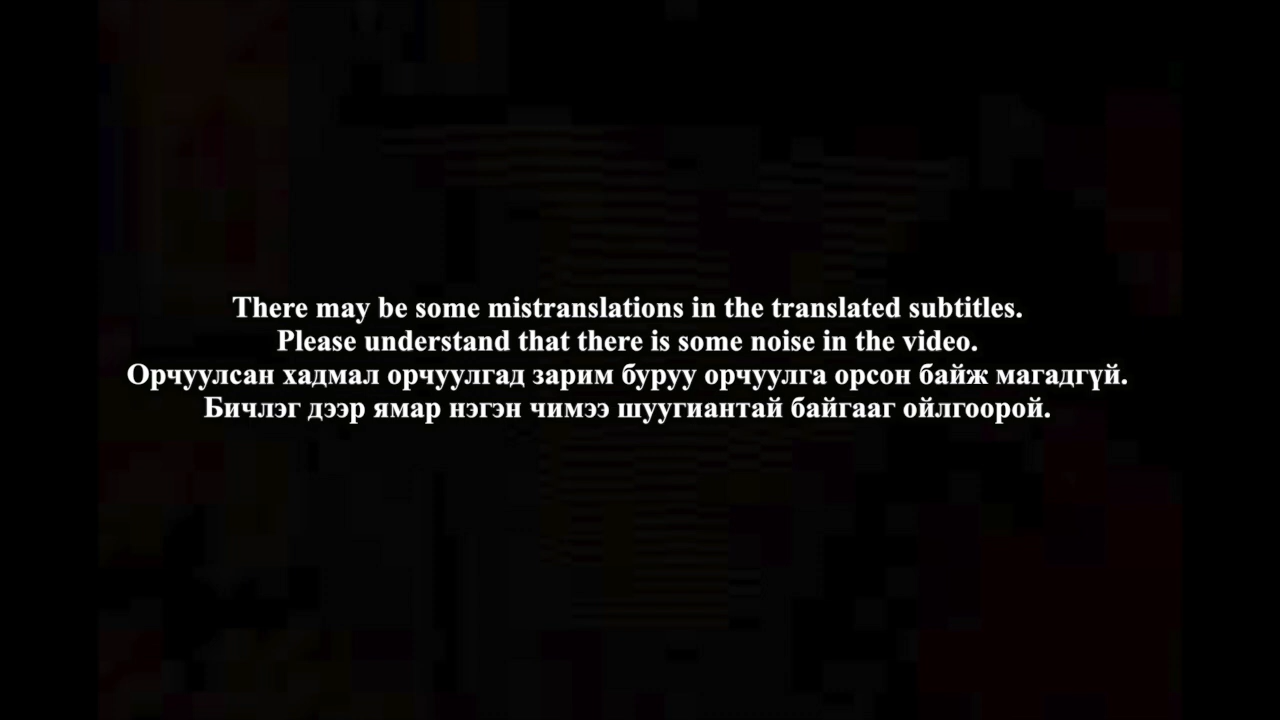 There may be some mistranslations in the translated subtitles.
Please understand that there is some noise in the video.
Орчуулсан хадмал орчуулгад зарим буруу орчуулга орсон байж магадгүй.
Бичлэг дээр ямар нэгэн чимээ шуугиантай байгааг ойлгоорой.